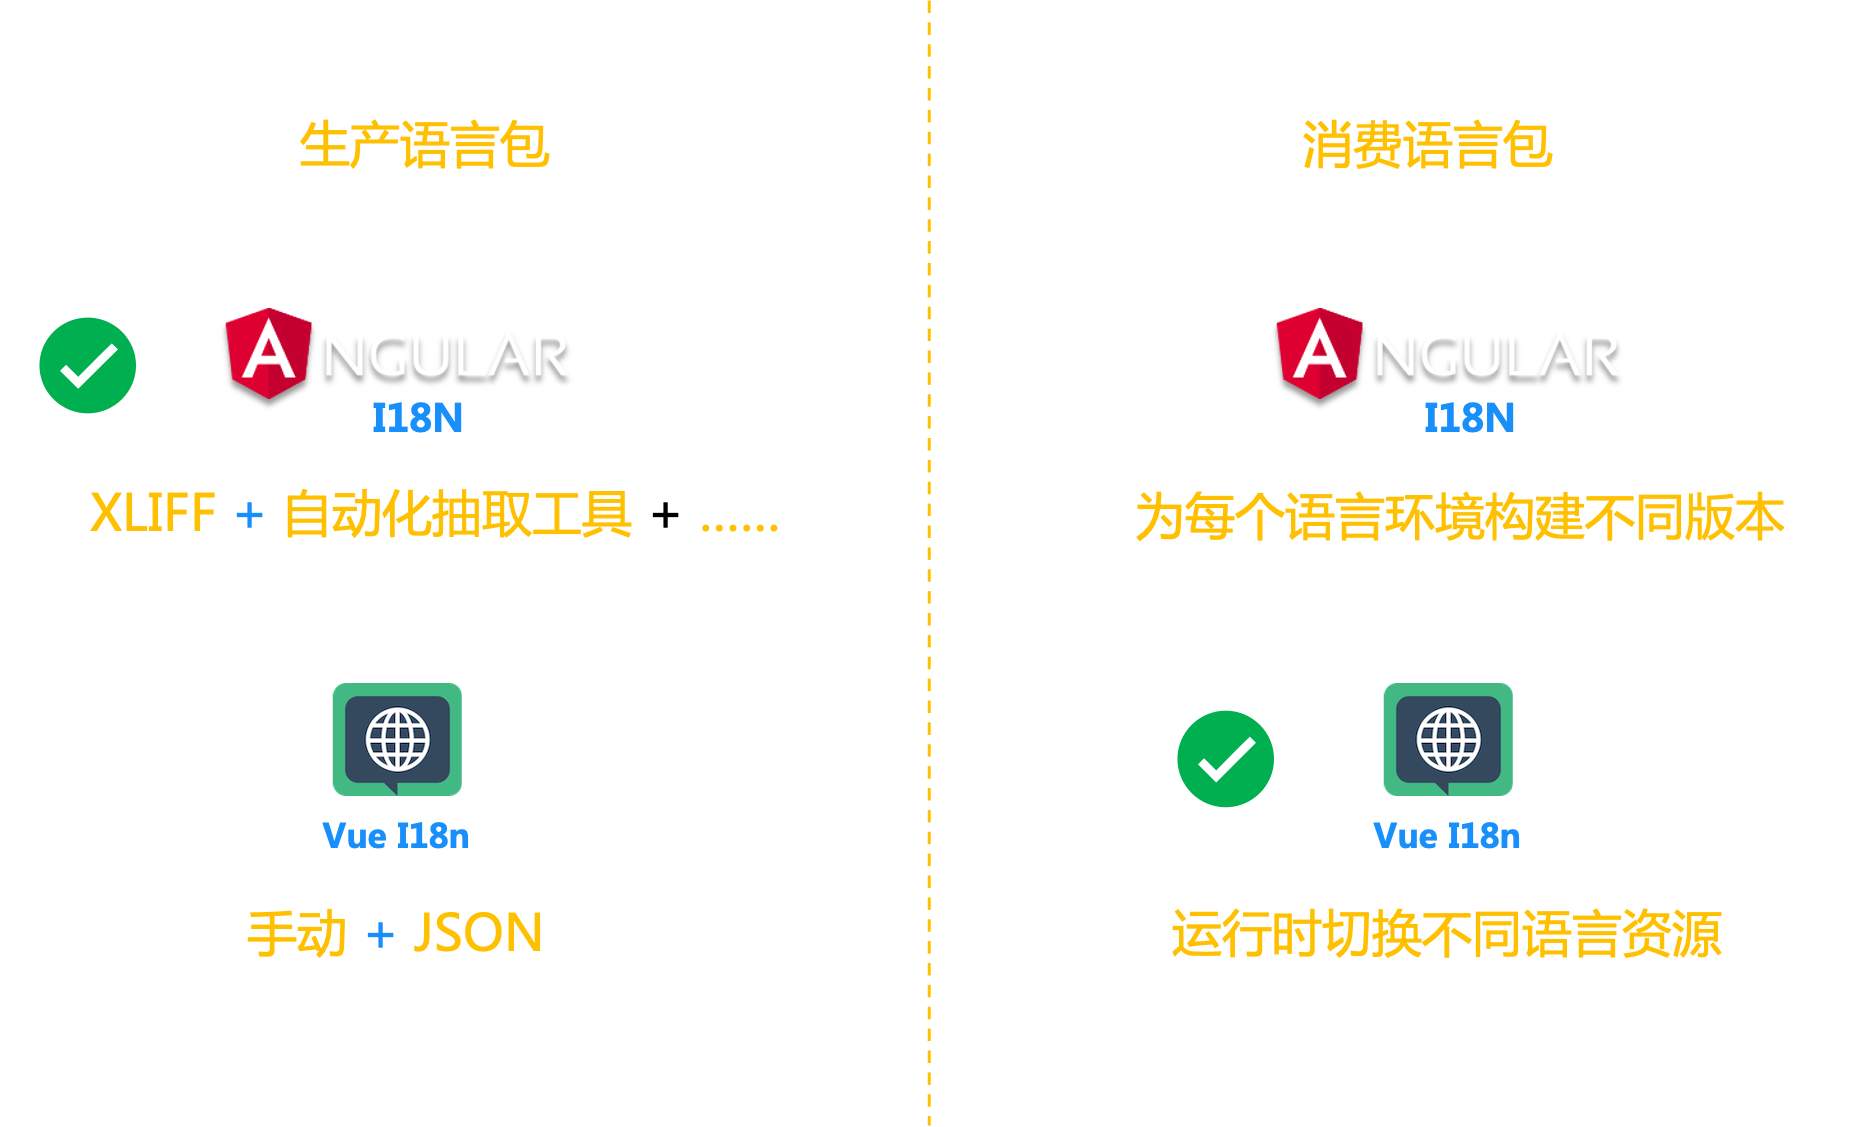 生产语言包
ANGULAR
I18N
XLIFF + 自动化抽取工具 + ......
Vue I18n
手动 + JSON
消费语言包
ANGULAR
I18N
为每个语言环境构建不同版本
Vue I18n
运行时切换不同语言资源